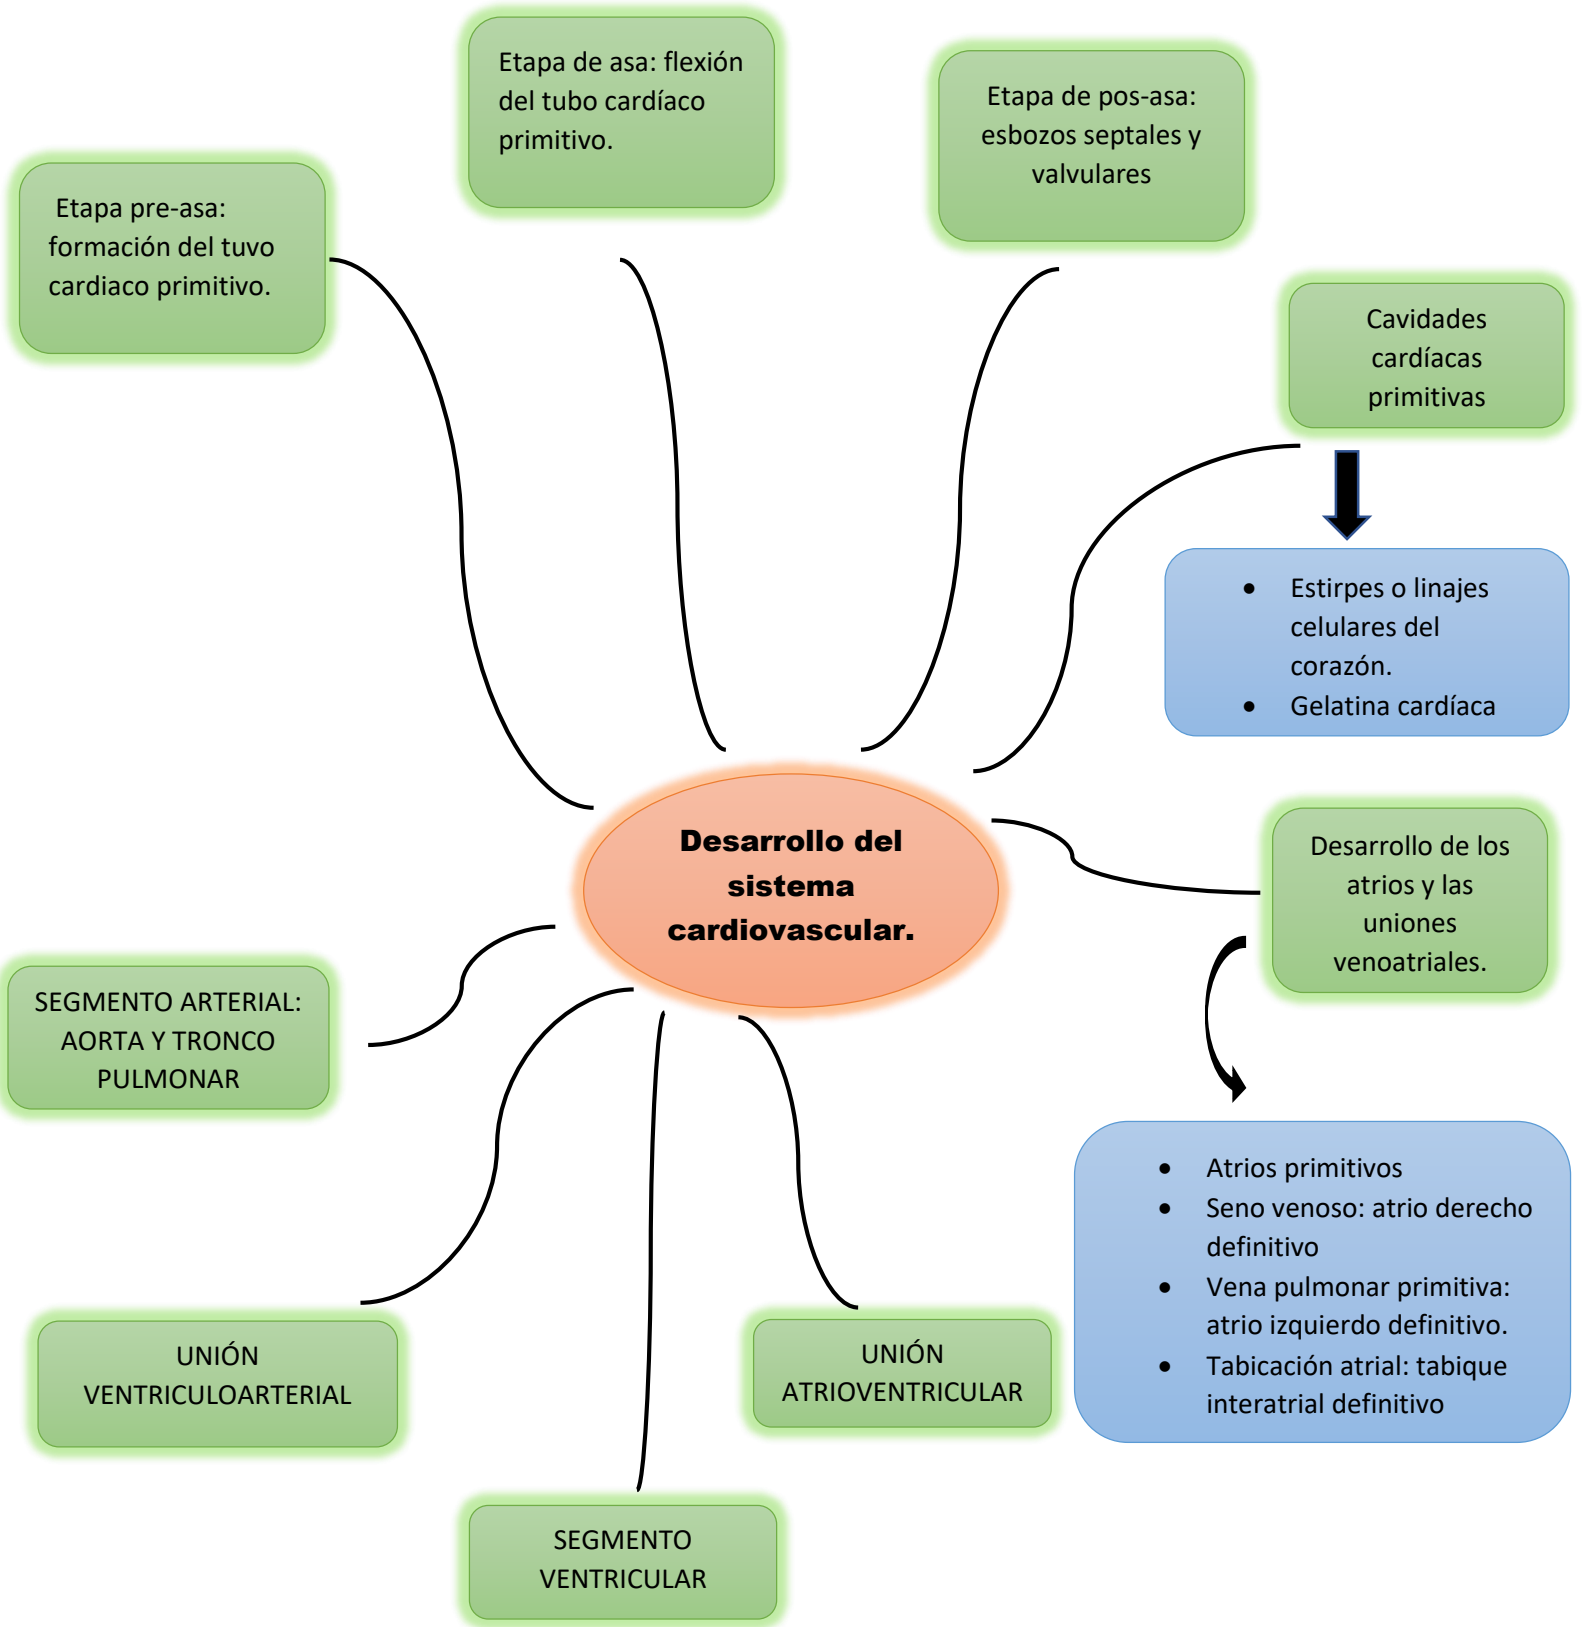 Etapa de asa: flexión
del tubo cardíaco
primitivo.
Etapa de pos-asa:
esbozos septales y
valvulares
Etapa pre-asa:
formación del tuvo
cardiaco primitivo.
Cavidades
cardíacas
primitivas
• Estirpes o linajes
celulares del
corazón.
• Gelatina cardíaca
Desarrollo del
sistema
cardiovascular.
Desarrollo de los
atrios y las
uniones
venoatriales.
SEGMENTO ARTERIAL:
AORTA Y TRONCO
PULMONAR
• Atrios primitivos
• Seno venoso: atrio derecho
definitivo
• Vena pulmonar primitiva:
atrio izquierdo definitivo.
• Tabicación atrial: tabique
interatrial definitivo
UNIÓN
VENTRICULOARTERIAL
UNIÓN
ATRIOVENTRICULAR
SEGMENTO
VENTRICULAR